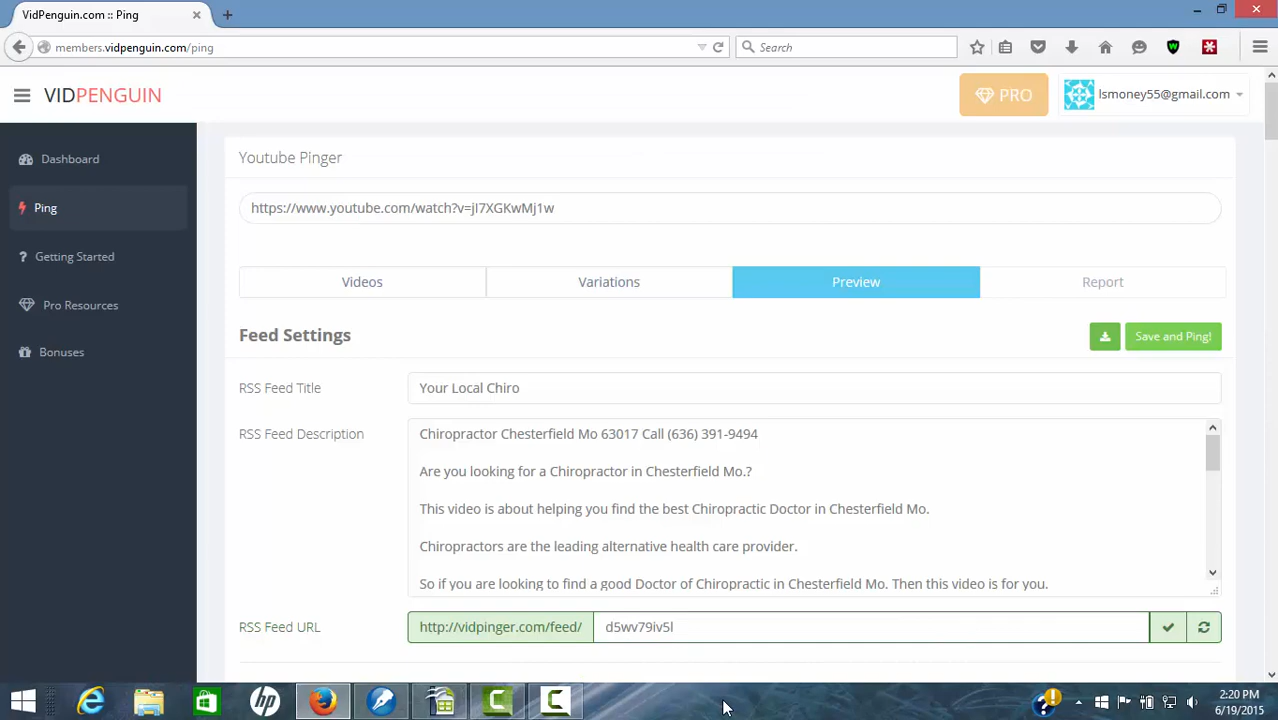 VidPenguin.com :: Ping
members.vidpenguin.com/ping
Search
VIDPENGUIN
PRO
lsmoney55@gmail.com
Dashboard
Ping
Getting Started
Pro Resources
Bonuses
Youtube Pinger
https://www.youtube.com/watch?v=jI7XGKwMj1w
Videos
Variations
Preview
Report
Feed Settings
Save and Ping!
RSS Feed Title
Your Local Chiro
RSS Feed Description
Chiropractor Chesterfield Mo 63017 Call (636) 391-9494
Are you looking for a Chiropractor in Chesterfield Mo.?
This video is about helping you find the best Chiropractic Doctor in Chesterfield Mo.
Chiropractors are the leading alternative health care provider.
So if you are looking to find a good Doctor of Chiropractic in Chesterfield Mo. Then this video is for you.
RSS Feed URL
http://vidpinger.com/feed/
d5wv79iv5l
2:20 PM
6/19/2015